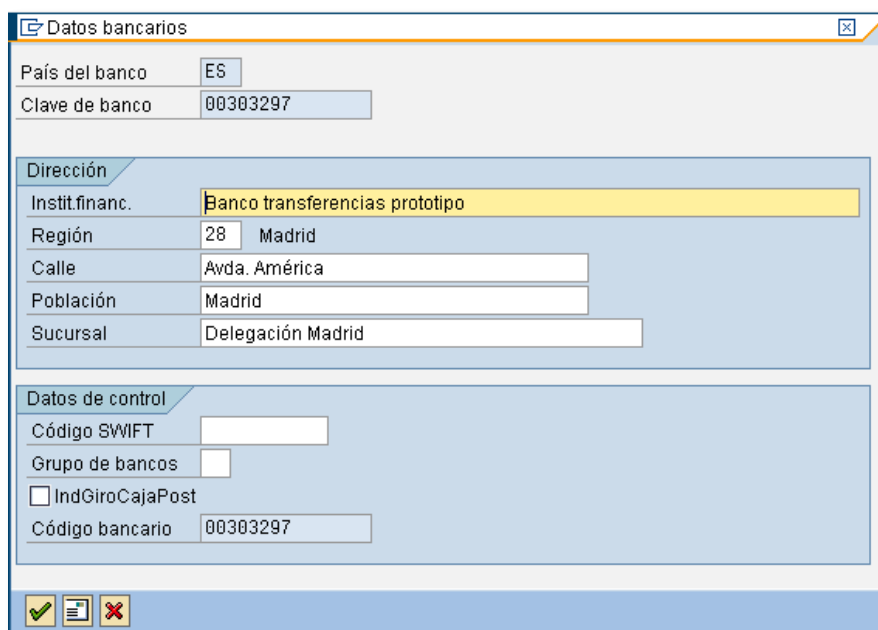 Datos bancarios
País del banco ES
Clave de banco 00303297
Dirección
Instit.financ. Banco transferencias prototipo
Región 28 Madrid
Calle Avda. América
Población Madrid
Sucursal Delegación Madrid
Datos de control
Código SWIFT
Grupo de bancos
IndGiroCajaPost
Código bancario 00303297